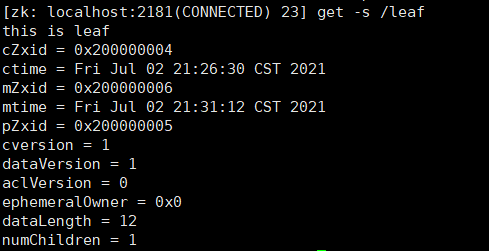 [zk: localhost:2181(CONNECTED) 23] get -s /leaf
this is leaf
cZxid = 0x200000004
ctime = Fri Jul 02 21:26:30 CST 2021
mZxid = 0x200000006
mtime = Fri Jul 02 21:31:12 CST 2021
pZxid = 0x200000005
cversion = 1
dataVersion = 1
aclVersion = 0
ephemeralOwner = 0x0
dataLength = 12
numChildren = 1